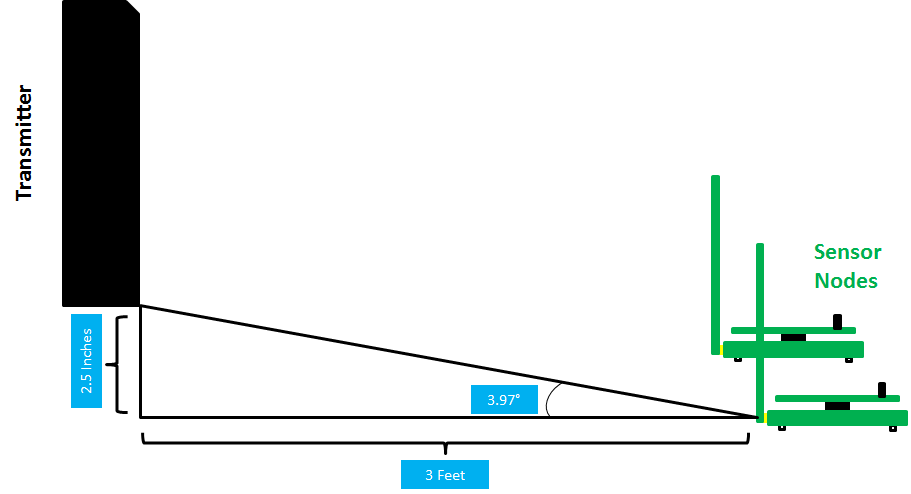 Transmitter
Sensor
Nodes
2.5 Inches
3.97°
3 Feet